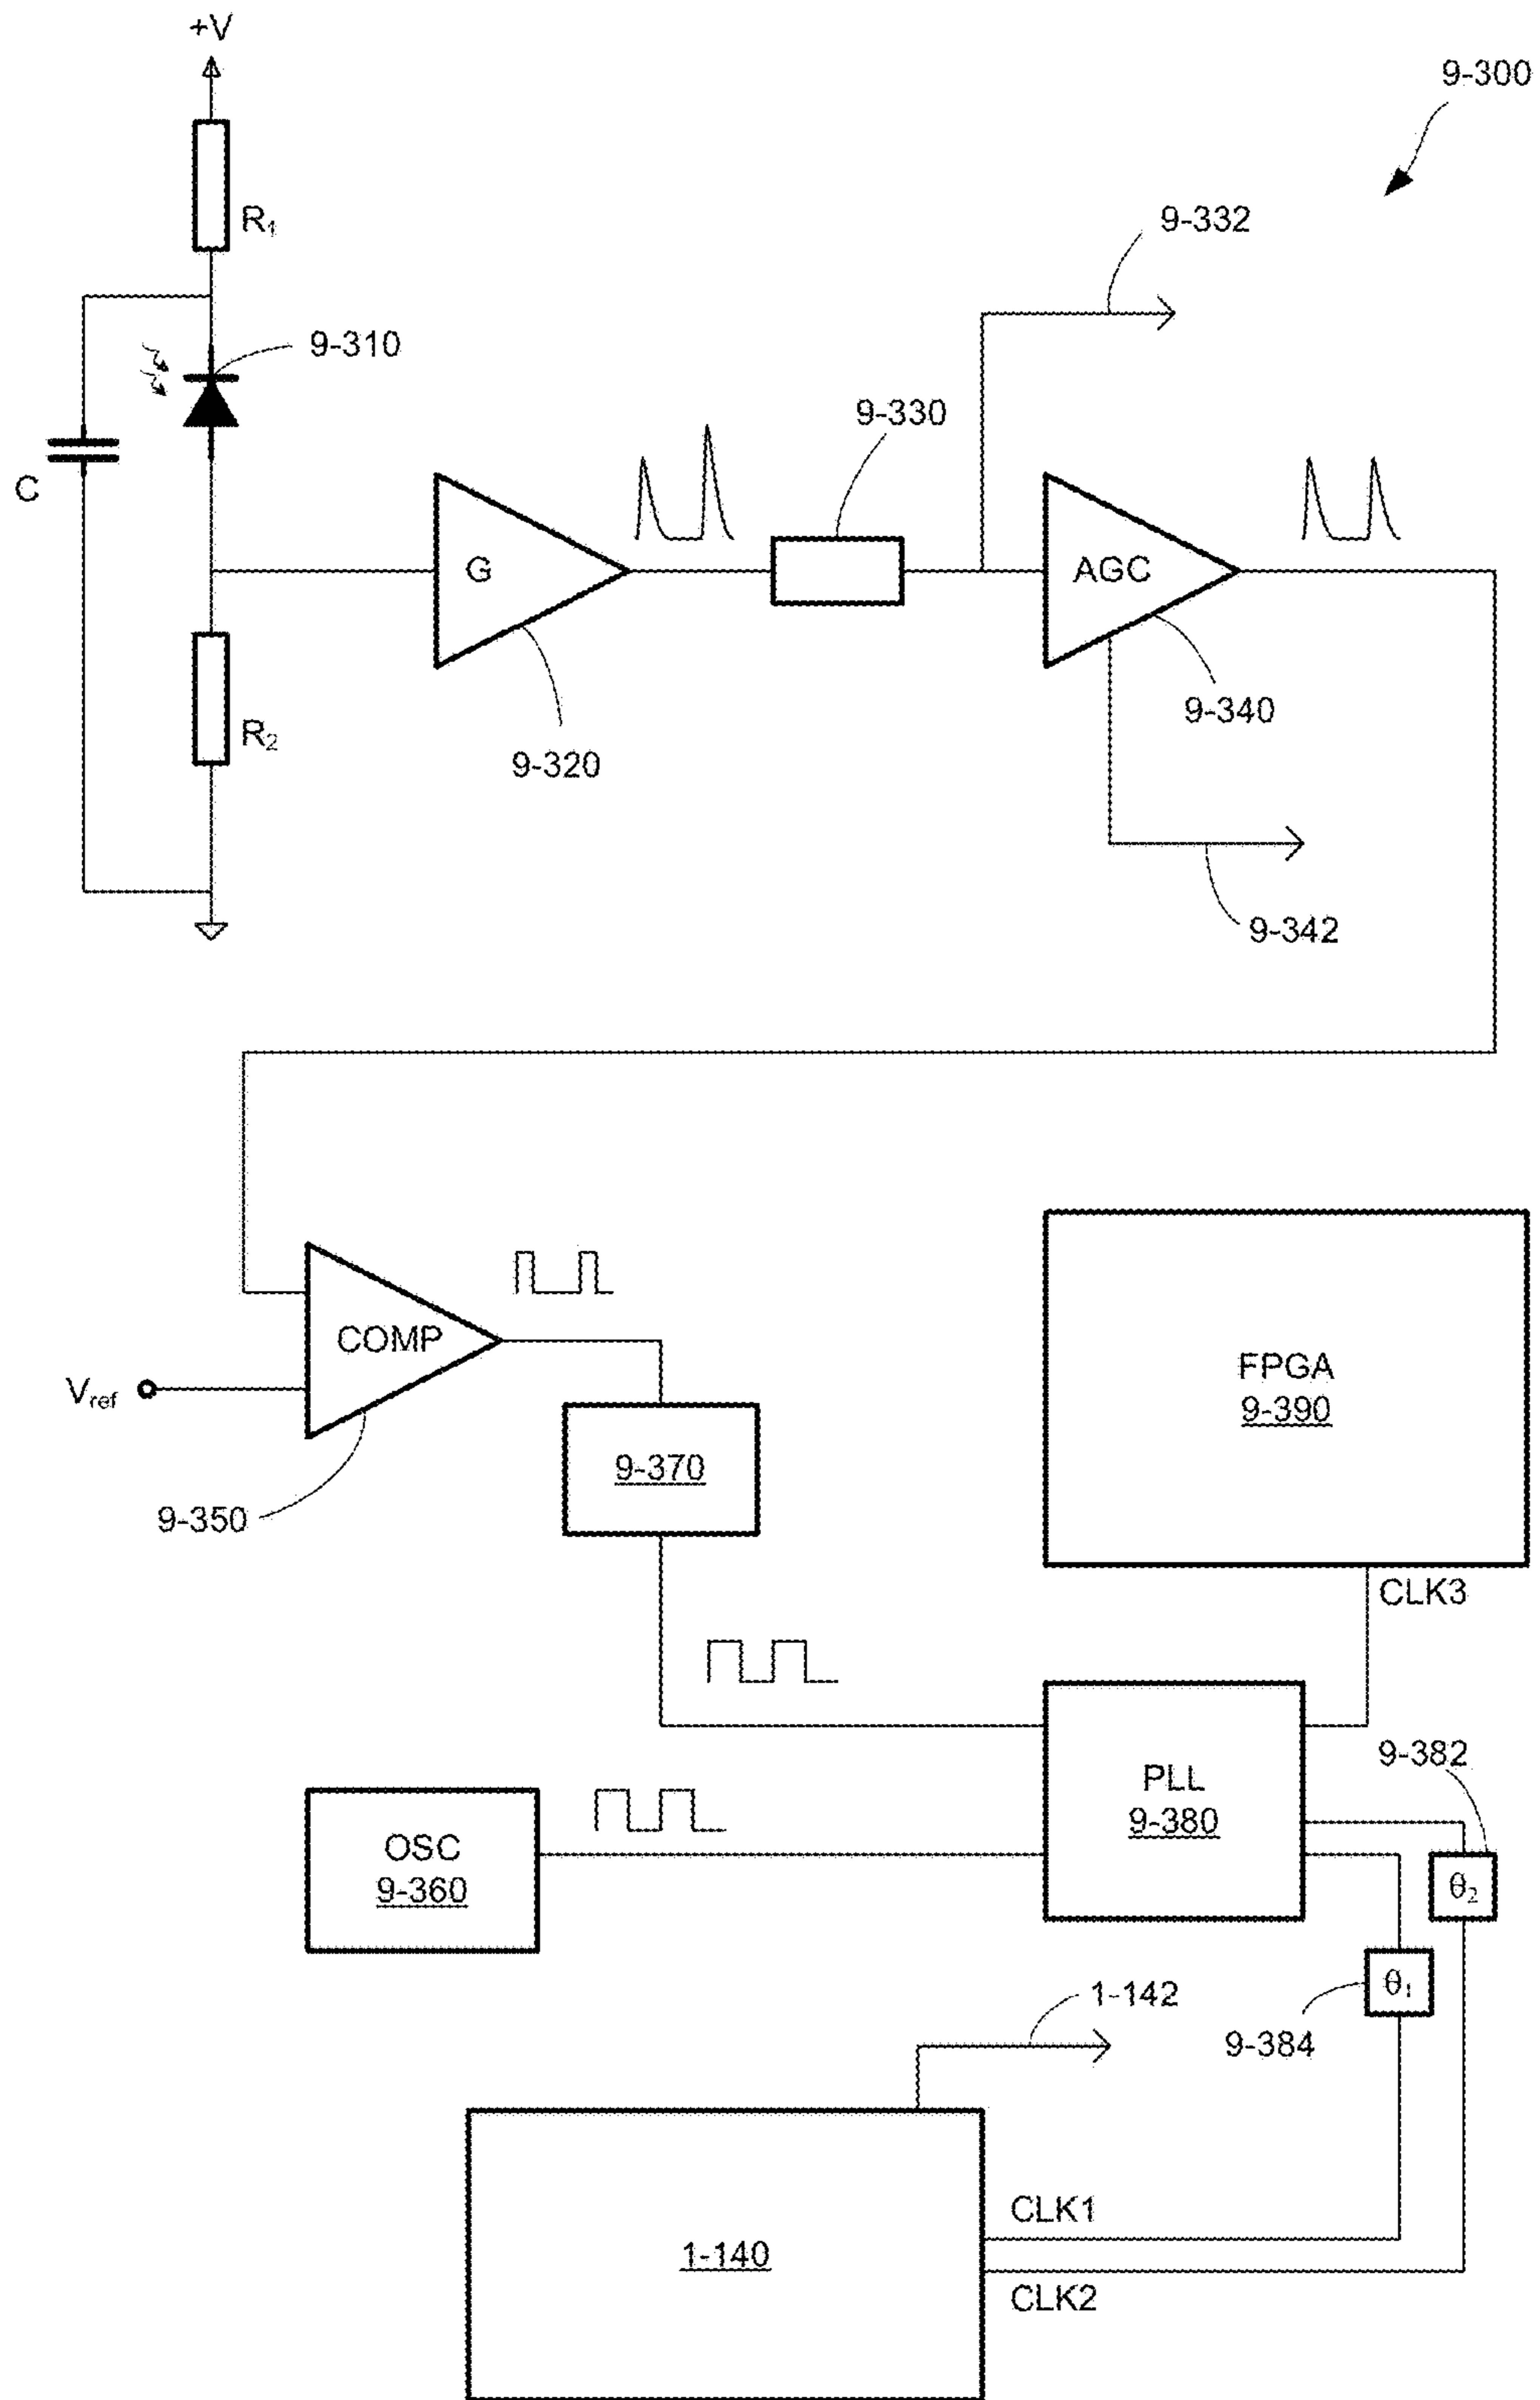 +V
9-300
R₁
9-332
9-310
9-330
C
G
AGC
9-340
R₂
9-320
9-342
COMP
FPGA
9-390
Vref
9-370
9-350
CLK3
9-382
PLL
9-380
OSC
9-360
θ₂
θ₁
1-142
9-384
CLK1
1-140
CLK2